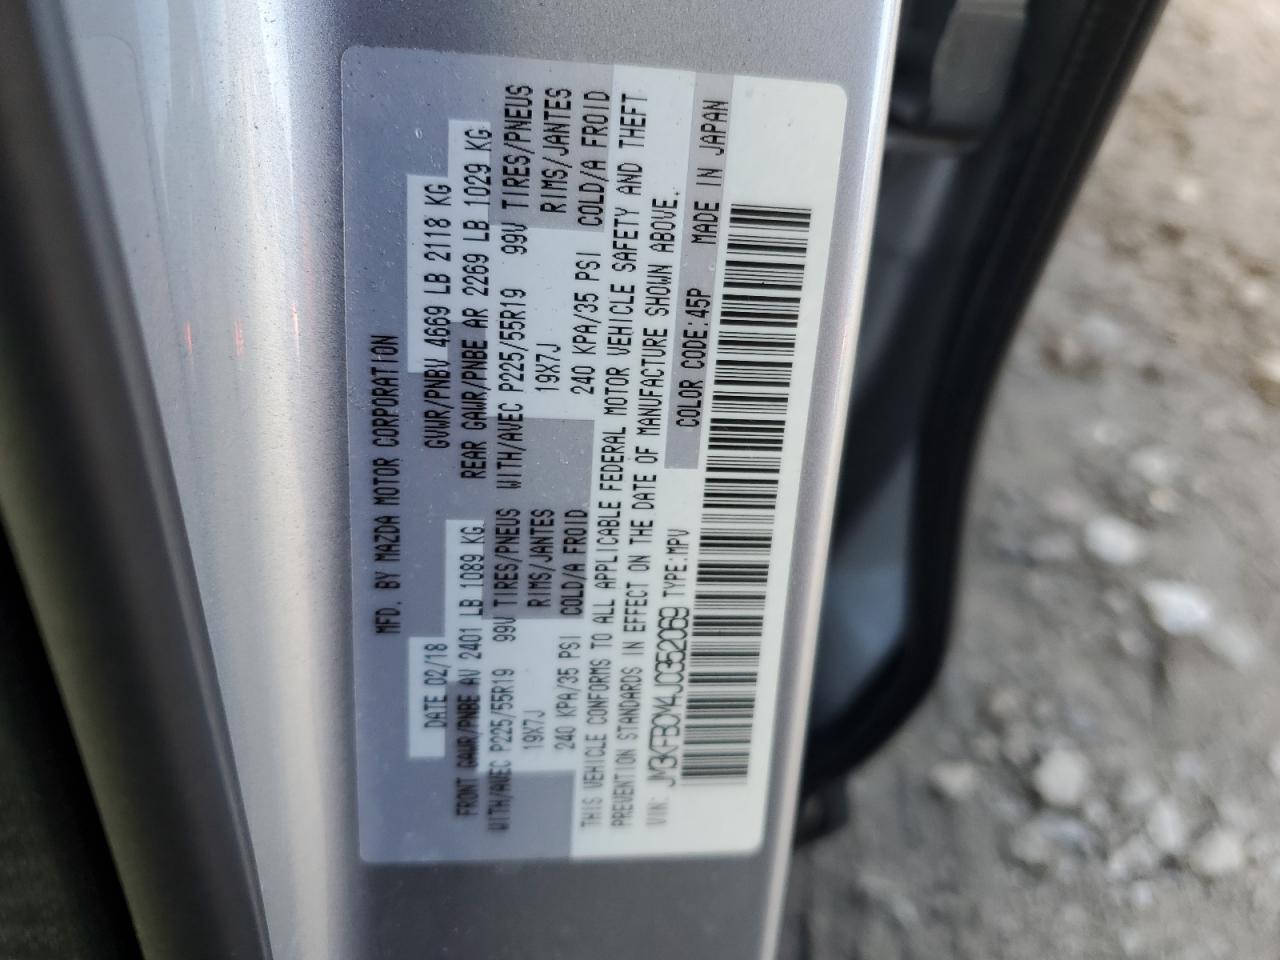 MFD. BY MAZDA MOTOR CORPORATION
DATE 02/18 GVWR/PNBV 4669 LB 2118 KG
FRONT GAWR/PNBE AV 2401 LB 1089 KG REAR GAWR/PNBE AR 2269 LB 1029 KG
WITH/AVEC P225/55R19 99V TIRES/PNEUS WITH/AVEC P225/55R19 99V TIRES/PNEUS
19X7J RIMS/JANTES 19X7J RIMS/JANTES
240 KPA/35 PSI COLD/A FROID 240 KPA/35 PSI COLD/A FROID
THIS VEHICLE CONFORMS TO ALL APPLICABLE FEDERAL MOTOR VEHICLE SAFETY AND THEFT
PREVENTION STANDARDS IN EFFECT ON THE DATE OF MANUFACTURE SHOWN ABOVE.
VIN: JM3KFBCM4J0352069 TYPE:MPV COLOR CODE:45P MADE IN JAPAN